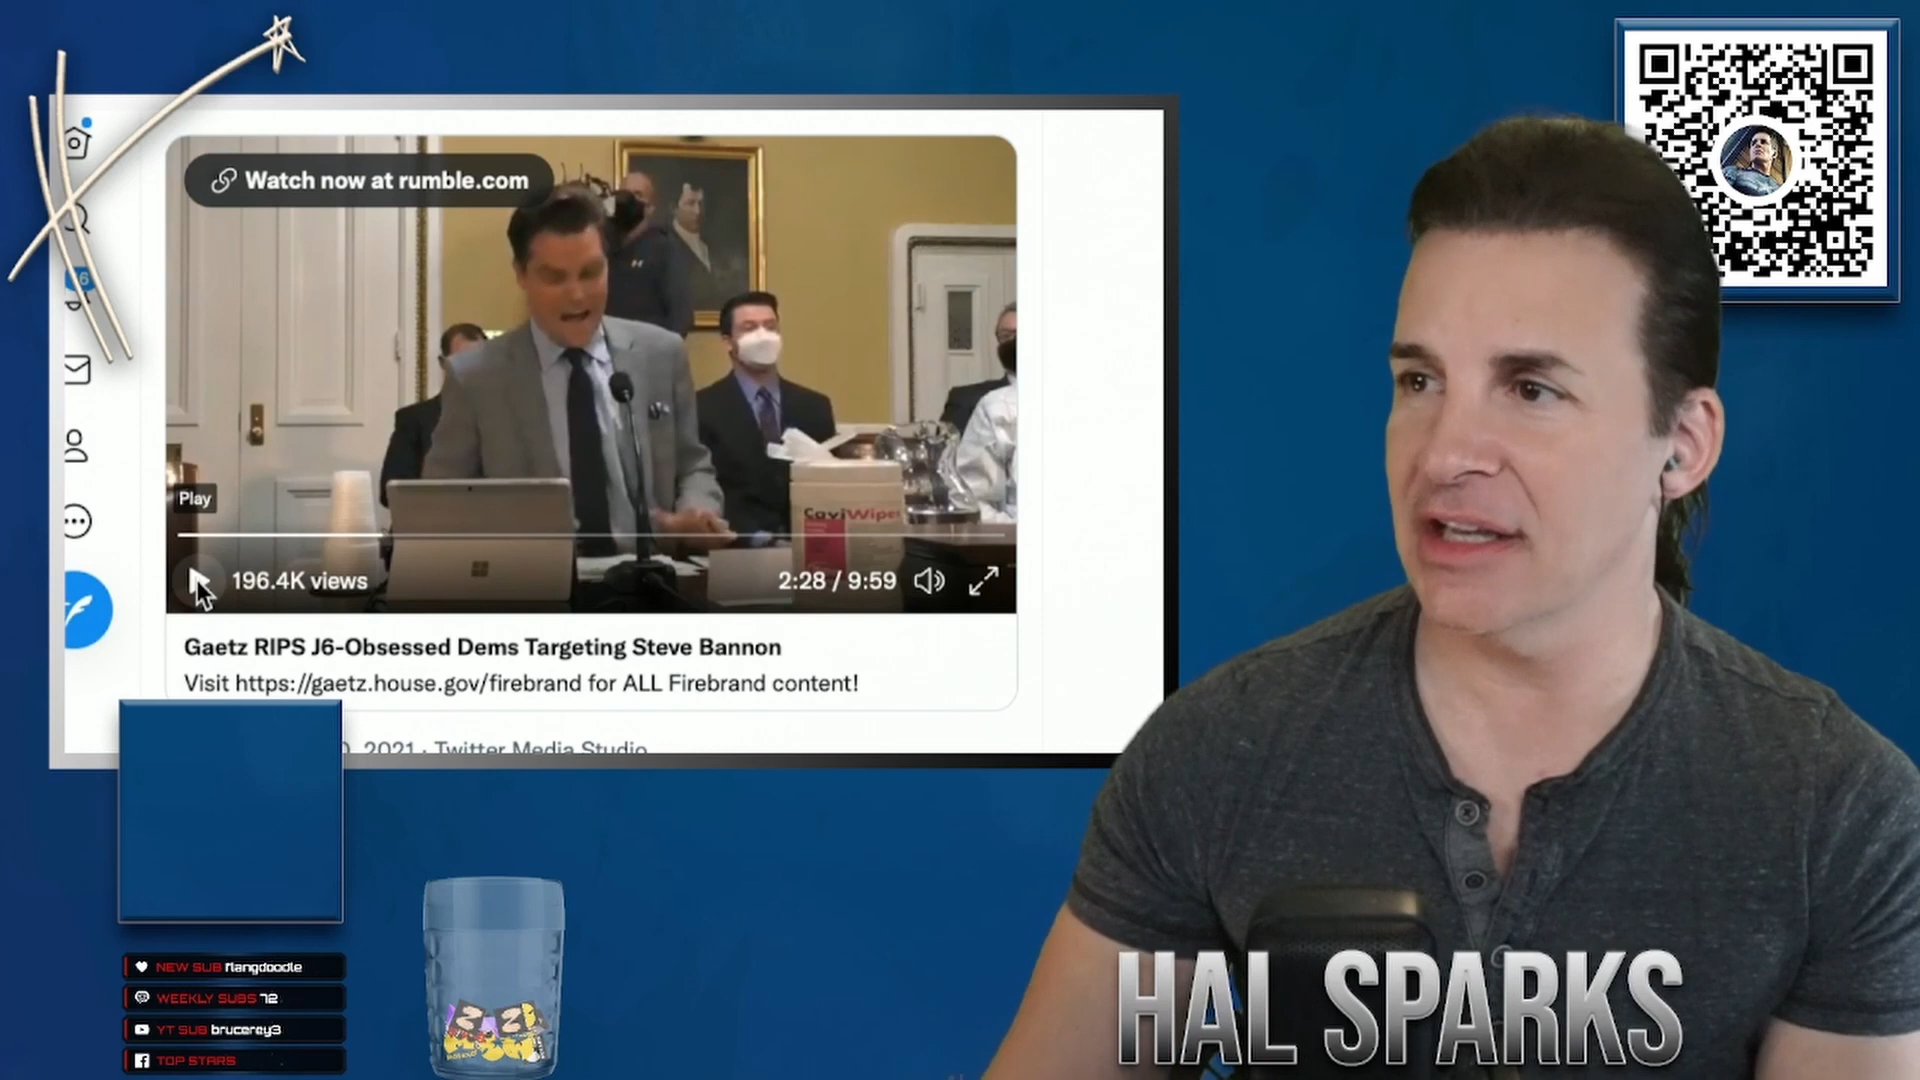 Watch now at rumble.com
Play
196.4K views
2:28 / 9:59
CaviWipes
Gaetz RIPS J6-Obsessed Dems Targeting Steve Bannon
Visit https://gaetz.house.gov/firebrand for ALL Firebrand content!
2021 · Twitter Media Studio
NEW SUB flangdoodle
WEEKLY SUBS 72
YT SUB brucerey3
TOP STARS
HAL SPARKS